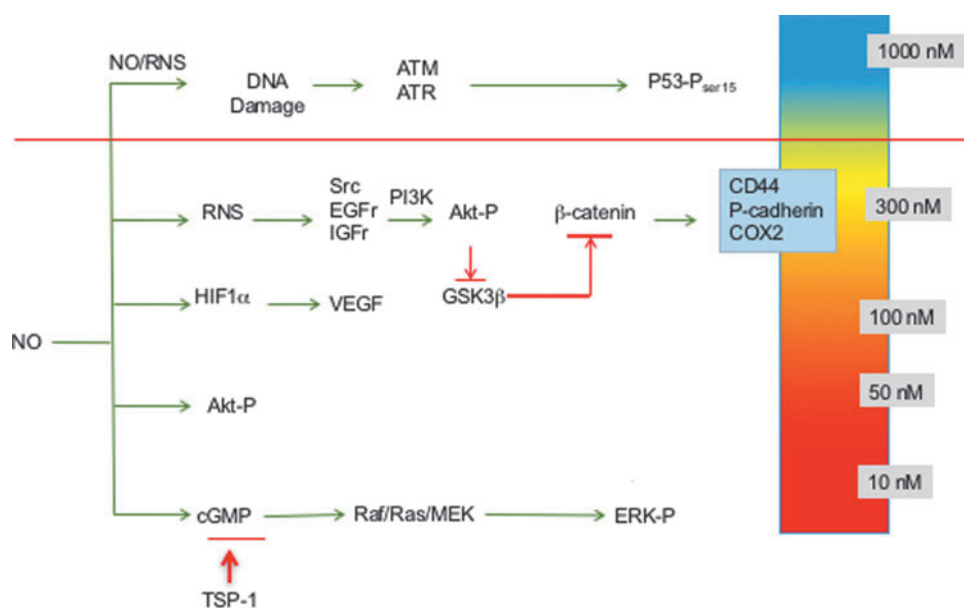 NO/RNS
DNA
Damage
ATM
ATR
P53-Pser15
1000 nM
RNS
Src
EGFr
IGFr
PI3K
Akt-P
β-catenin
CD44
P-cadherin
COX2
300 nM
HIF1α
VEGF
GSK3β
100 nM
NO
Akt-P
50 nM
10 nM
cGMP
Raf/Ras/MEK
ERK-P
TSP-1